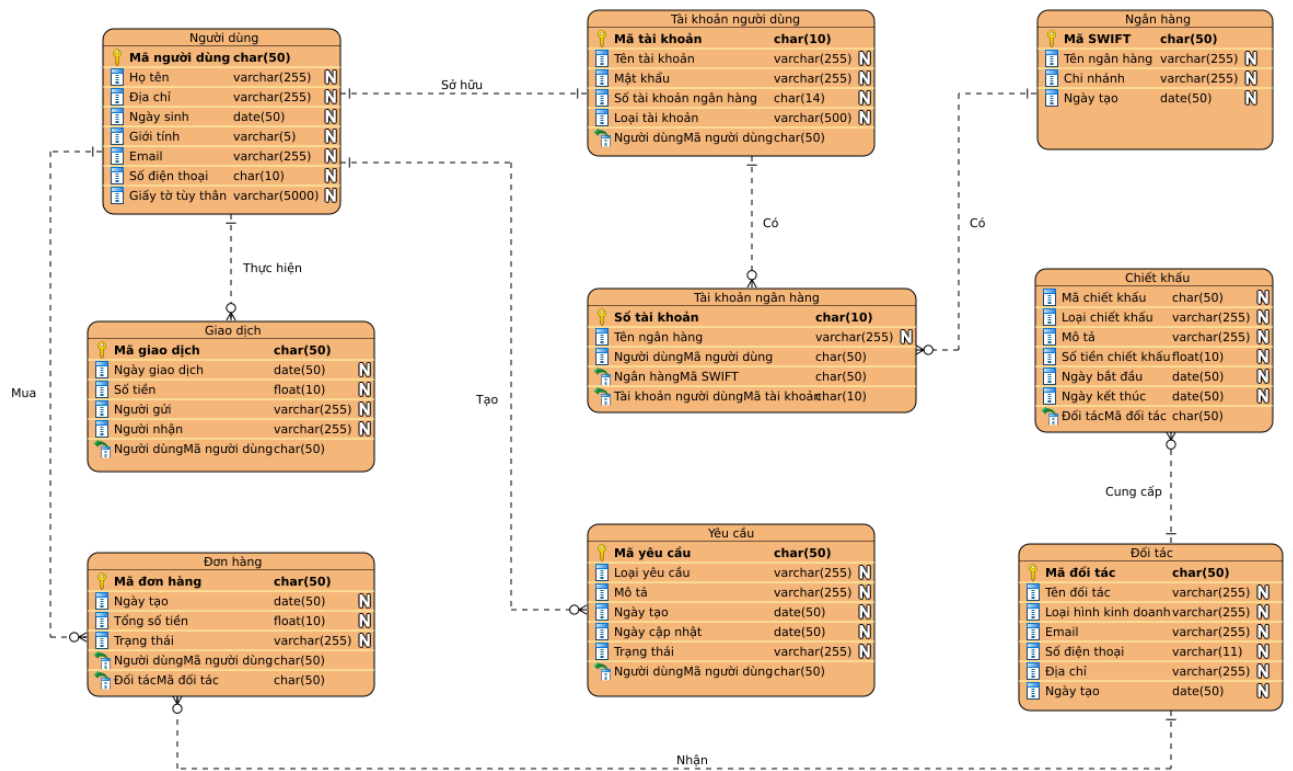 Người dùng
Mã người dùng char(50)
Họ tên varchar(255) N
Địa chỉ varchar(255) N
Ngày sinh date(50) N
Giới tính varchar(5) N
Email varchar(255) N
Số điện thoại char(10) N
Giấy tờ tùy thân varchar(5000) N
Sở hữu
Tài khoản người dùng
Mã tài khoản char(10)
Tên tài khoản varchar(255) N
Mật khẩu varchar(255) N
Số tài khoản ngân hàng char(14) N
Loại tài khoản varchar(500) N
Người dùngMã người dùngchar(50)
Ngân hàng
Mã SWIFT char(50)
Tên ngân hàng varchar(255) N
Chi nhánh varchar(255) N
Ngày tạo date(50) N
Có
Có
Thực hiện
Giao dịch
Mã giao dịch char(50)
Ngày giao dịch date(50) N
Số tiền float(10) N
Người gửi varchar(255) N
Người nhận varchar(255) N
Người dùngMã người dùngchar(50)
Tài khoản ngân hàng
Số tài khoản char(10)
Tên ngân hàng varchar(255) N
Người dùngMã người dùng char(50)
Ngân hàngMã SWIFT char(50)
Tài khoản người dùngMã tài khoảnchar(10)
Chiết khấu
Mã chiết khấu char(50) N
Loại chiết khấu varchar(255) N
Mô tả varchar(255) N
Số tiền chiết khấufloat(10) N
Ngày bắt đầu date(50) N
Ngày kết thúc date(50) N
Đối tácMã đối tác char(50)
Mua
Tạo
Cung cấp
Đơn hàng
Mã đơn hàng char(50)
Ngày tạo date(50) N
Tổng số tiền float(10) N
Trạng thái varchar(255) N
Người dùngMã người dùngchar(50)
Đối tácMã đối tác char(50)
Yêu cầu
Mã yêu cầu char(50)
Loại yêu cầu varchar(255) N
Mô tả varchar(255) N
Ngày tạo date(50) N
Ngày cập nhật date(50) N
Trạng thái varchar(255) N
Người dùngMã người dùngchar(50)
Đối tác
Mã đối tác char(50)
Tên đối tác varchar(255) N
Loại hình kinh doanhvarchar(255) N
Email varchar(255) N
Số điện thoại varchar(11) N
Địa chỉ varchar(255) N
Ngày tạo date(50) N
Nhận